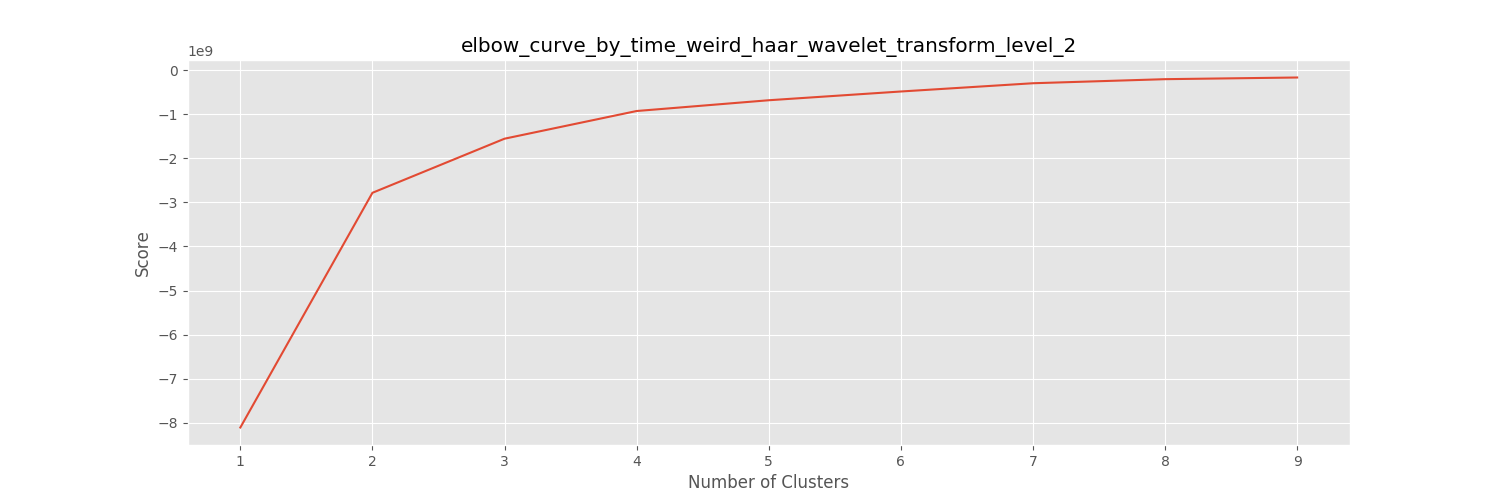 elbow_curve_by_time_weird_haar_wavelet_transform_level_2
1e9
0
−1
−2
−3
−4
−5
−6
−7
−8
Score
1 2 3 4 5 6 7 8 9
Number of Clusters